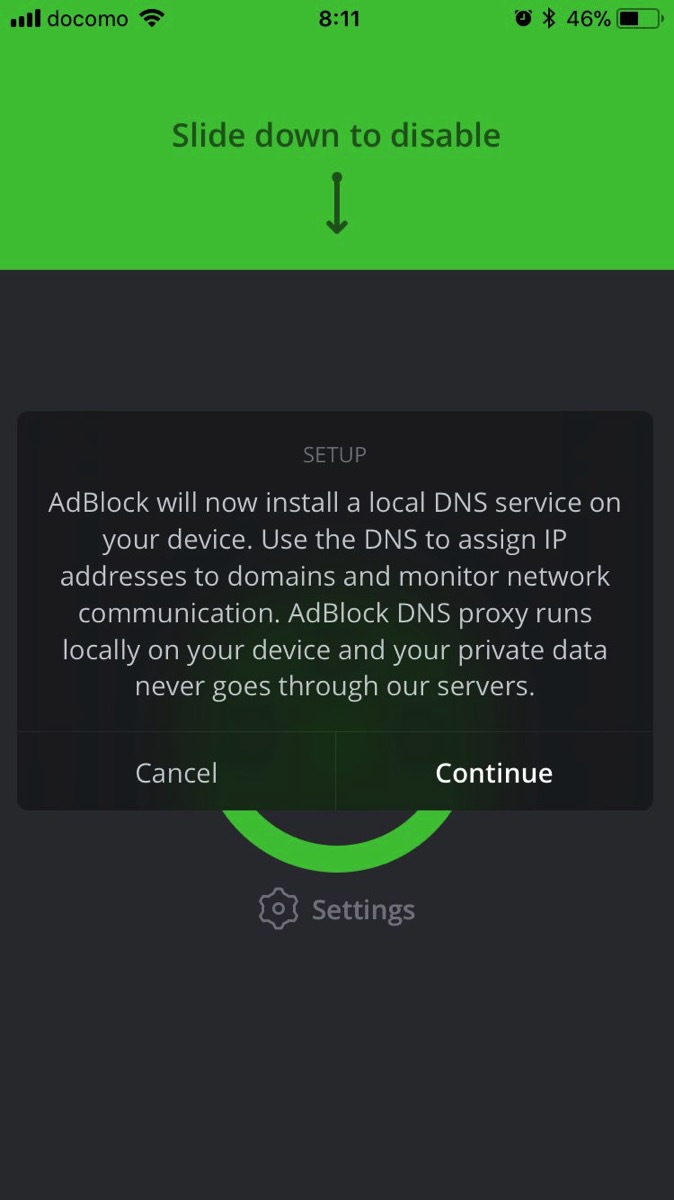 docomo
8:11
46%
Slide down to disable
SETUP
AdBlock will now install a local DNS service on
your device. Use the DNS to assign IP
addresses to domains and monitor network
communication. AdBlock DNS proxy runs
locally on your device and your private data
never goes through our servers.
Cancel
Continue
Settings